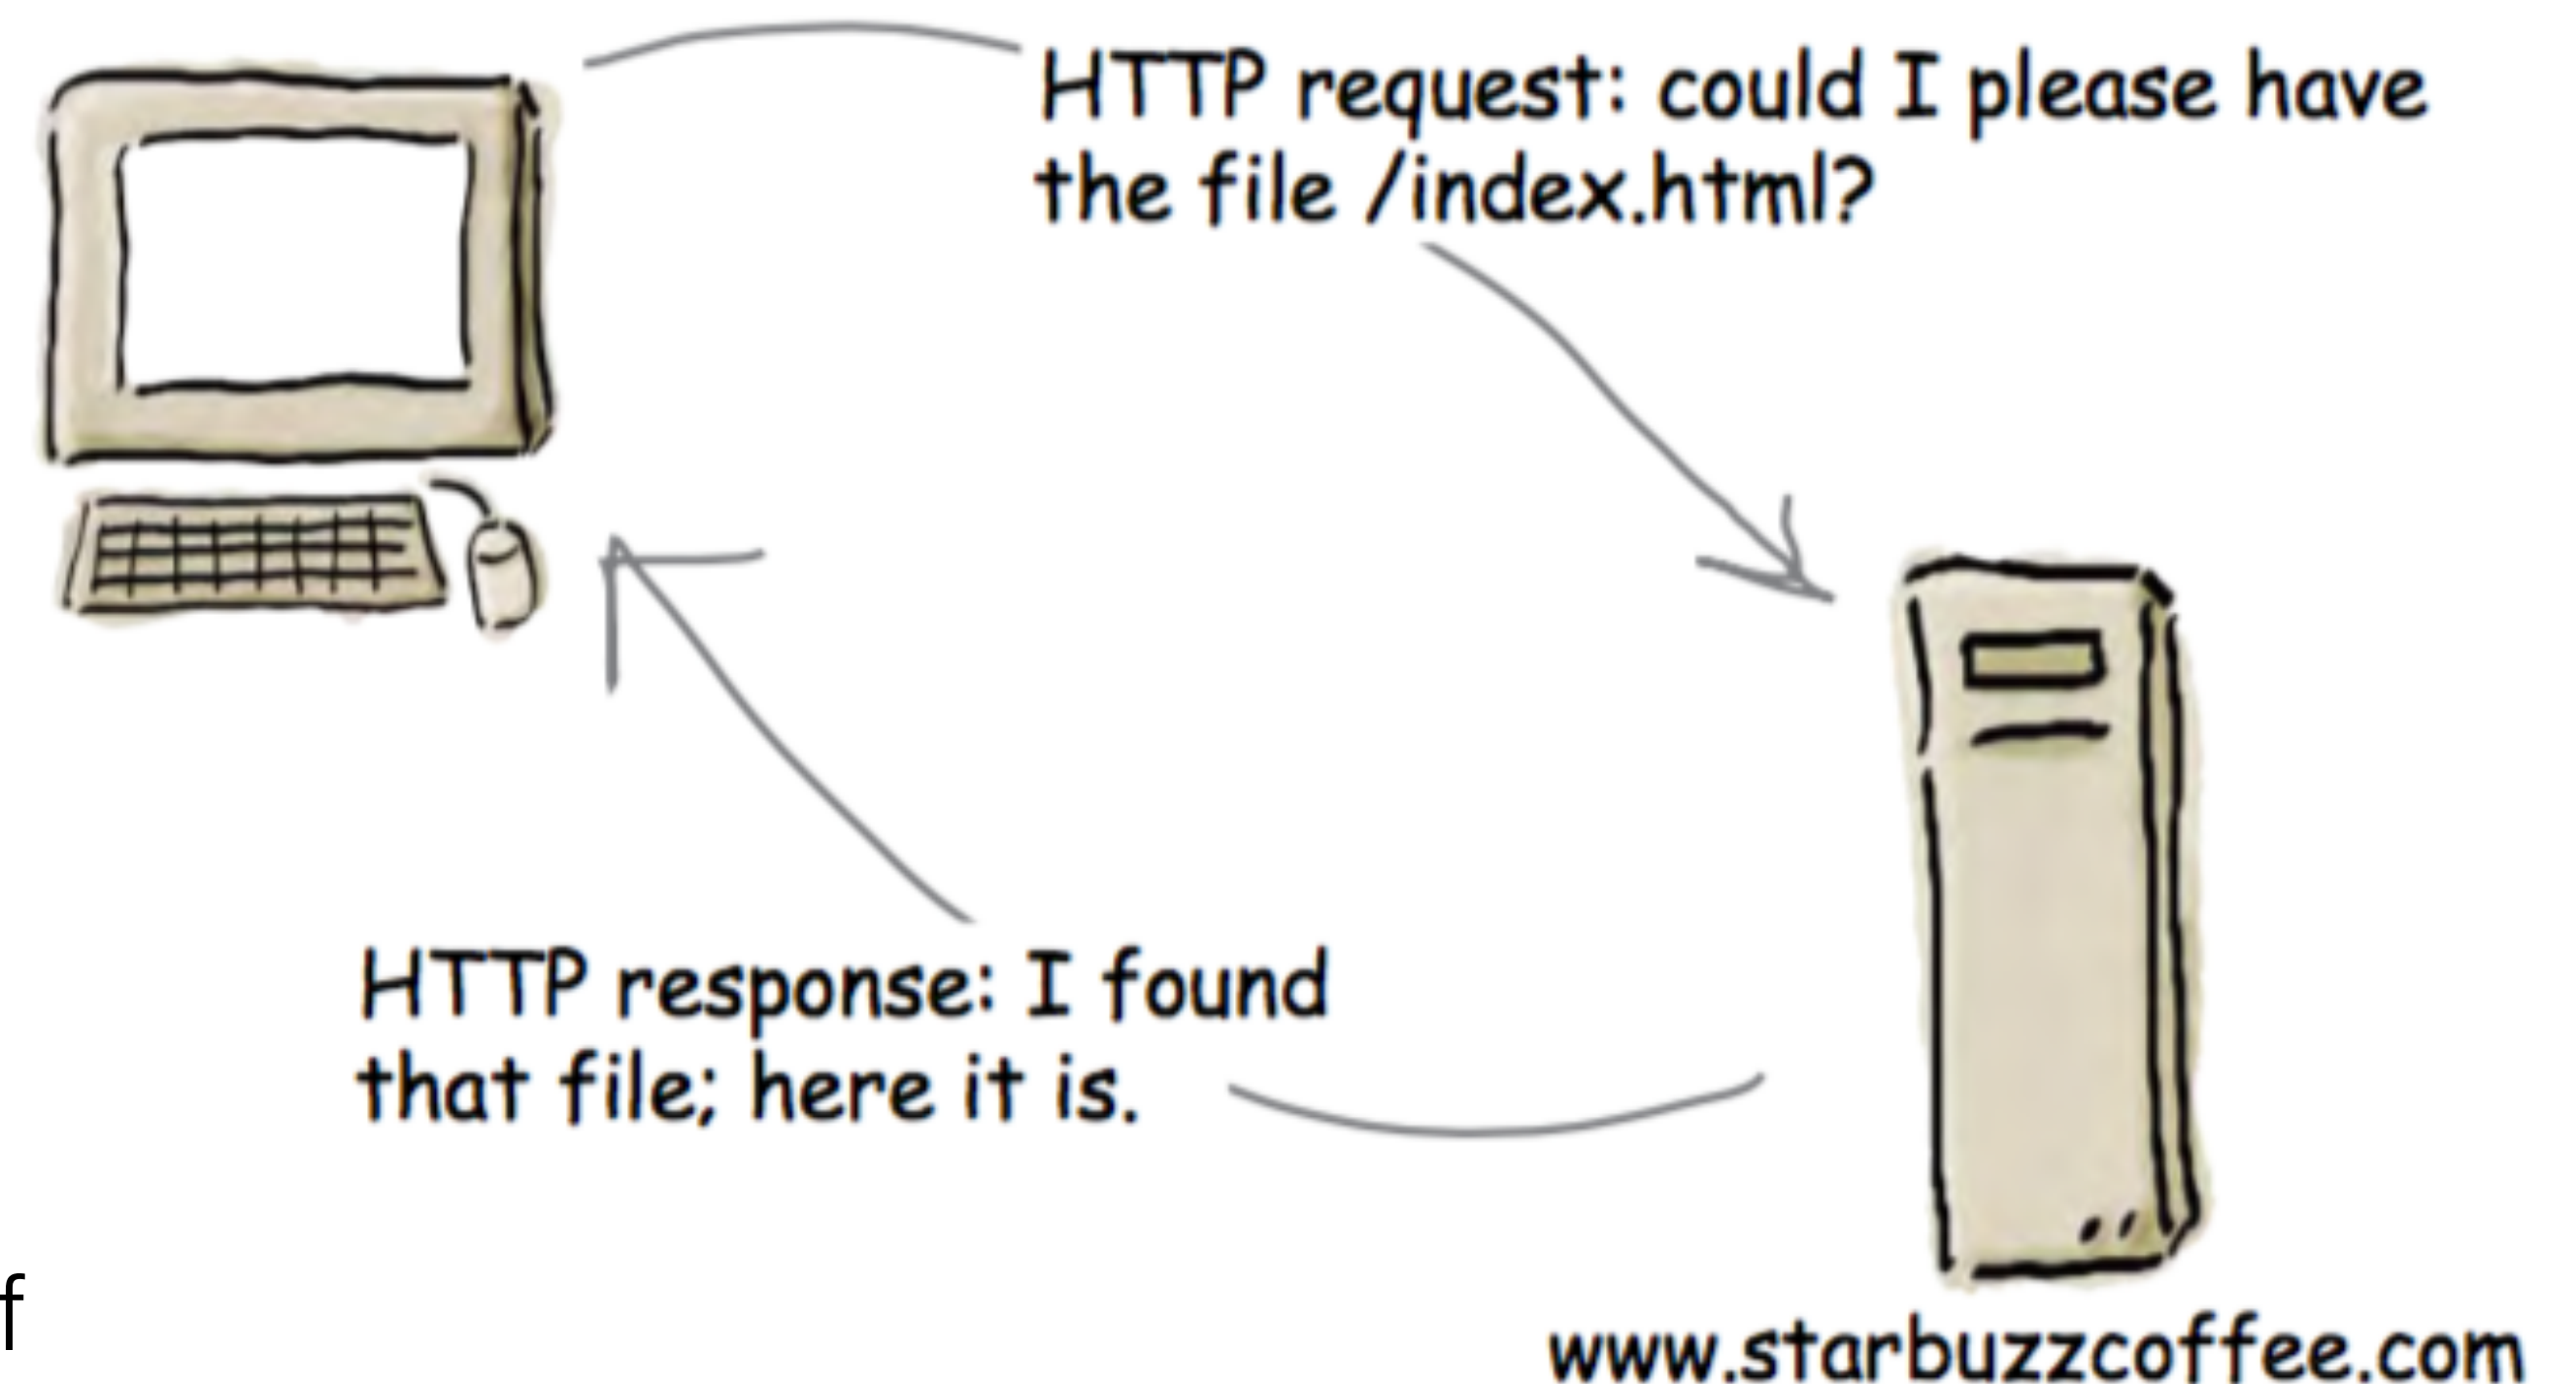 HTTP request: could I please have
the file /index.html?
HTTP response: I found
that file; here it is.
f
www.starbuzzcoffee.com